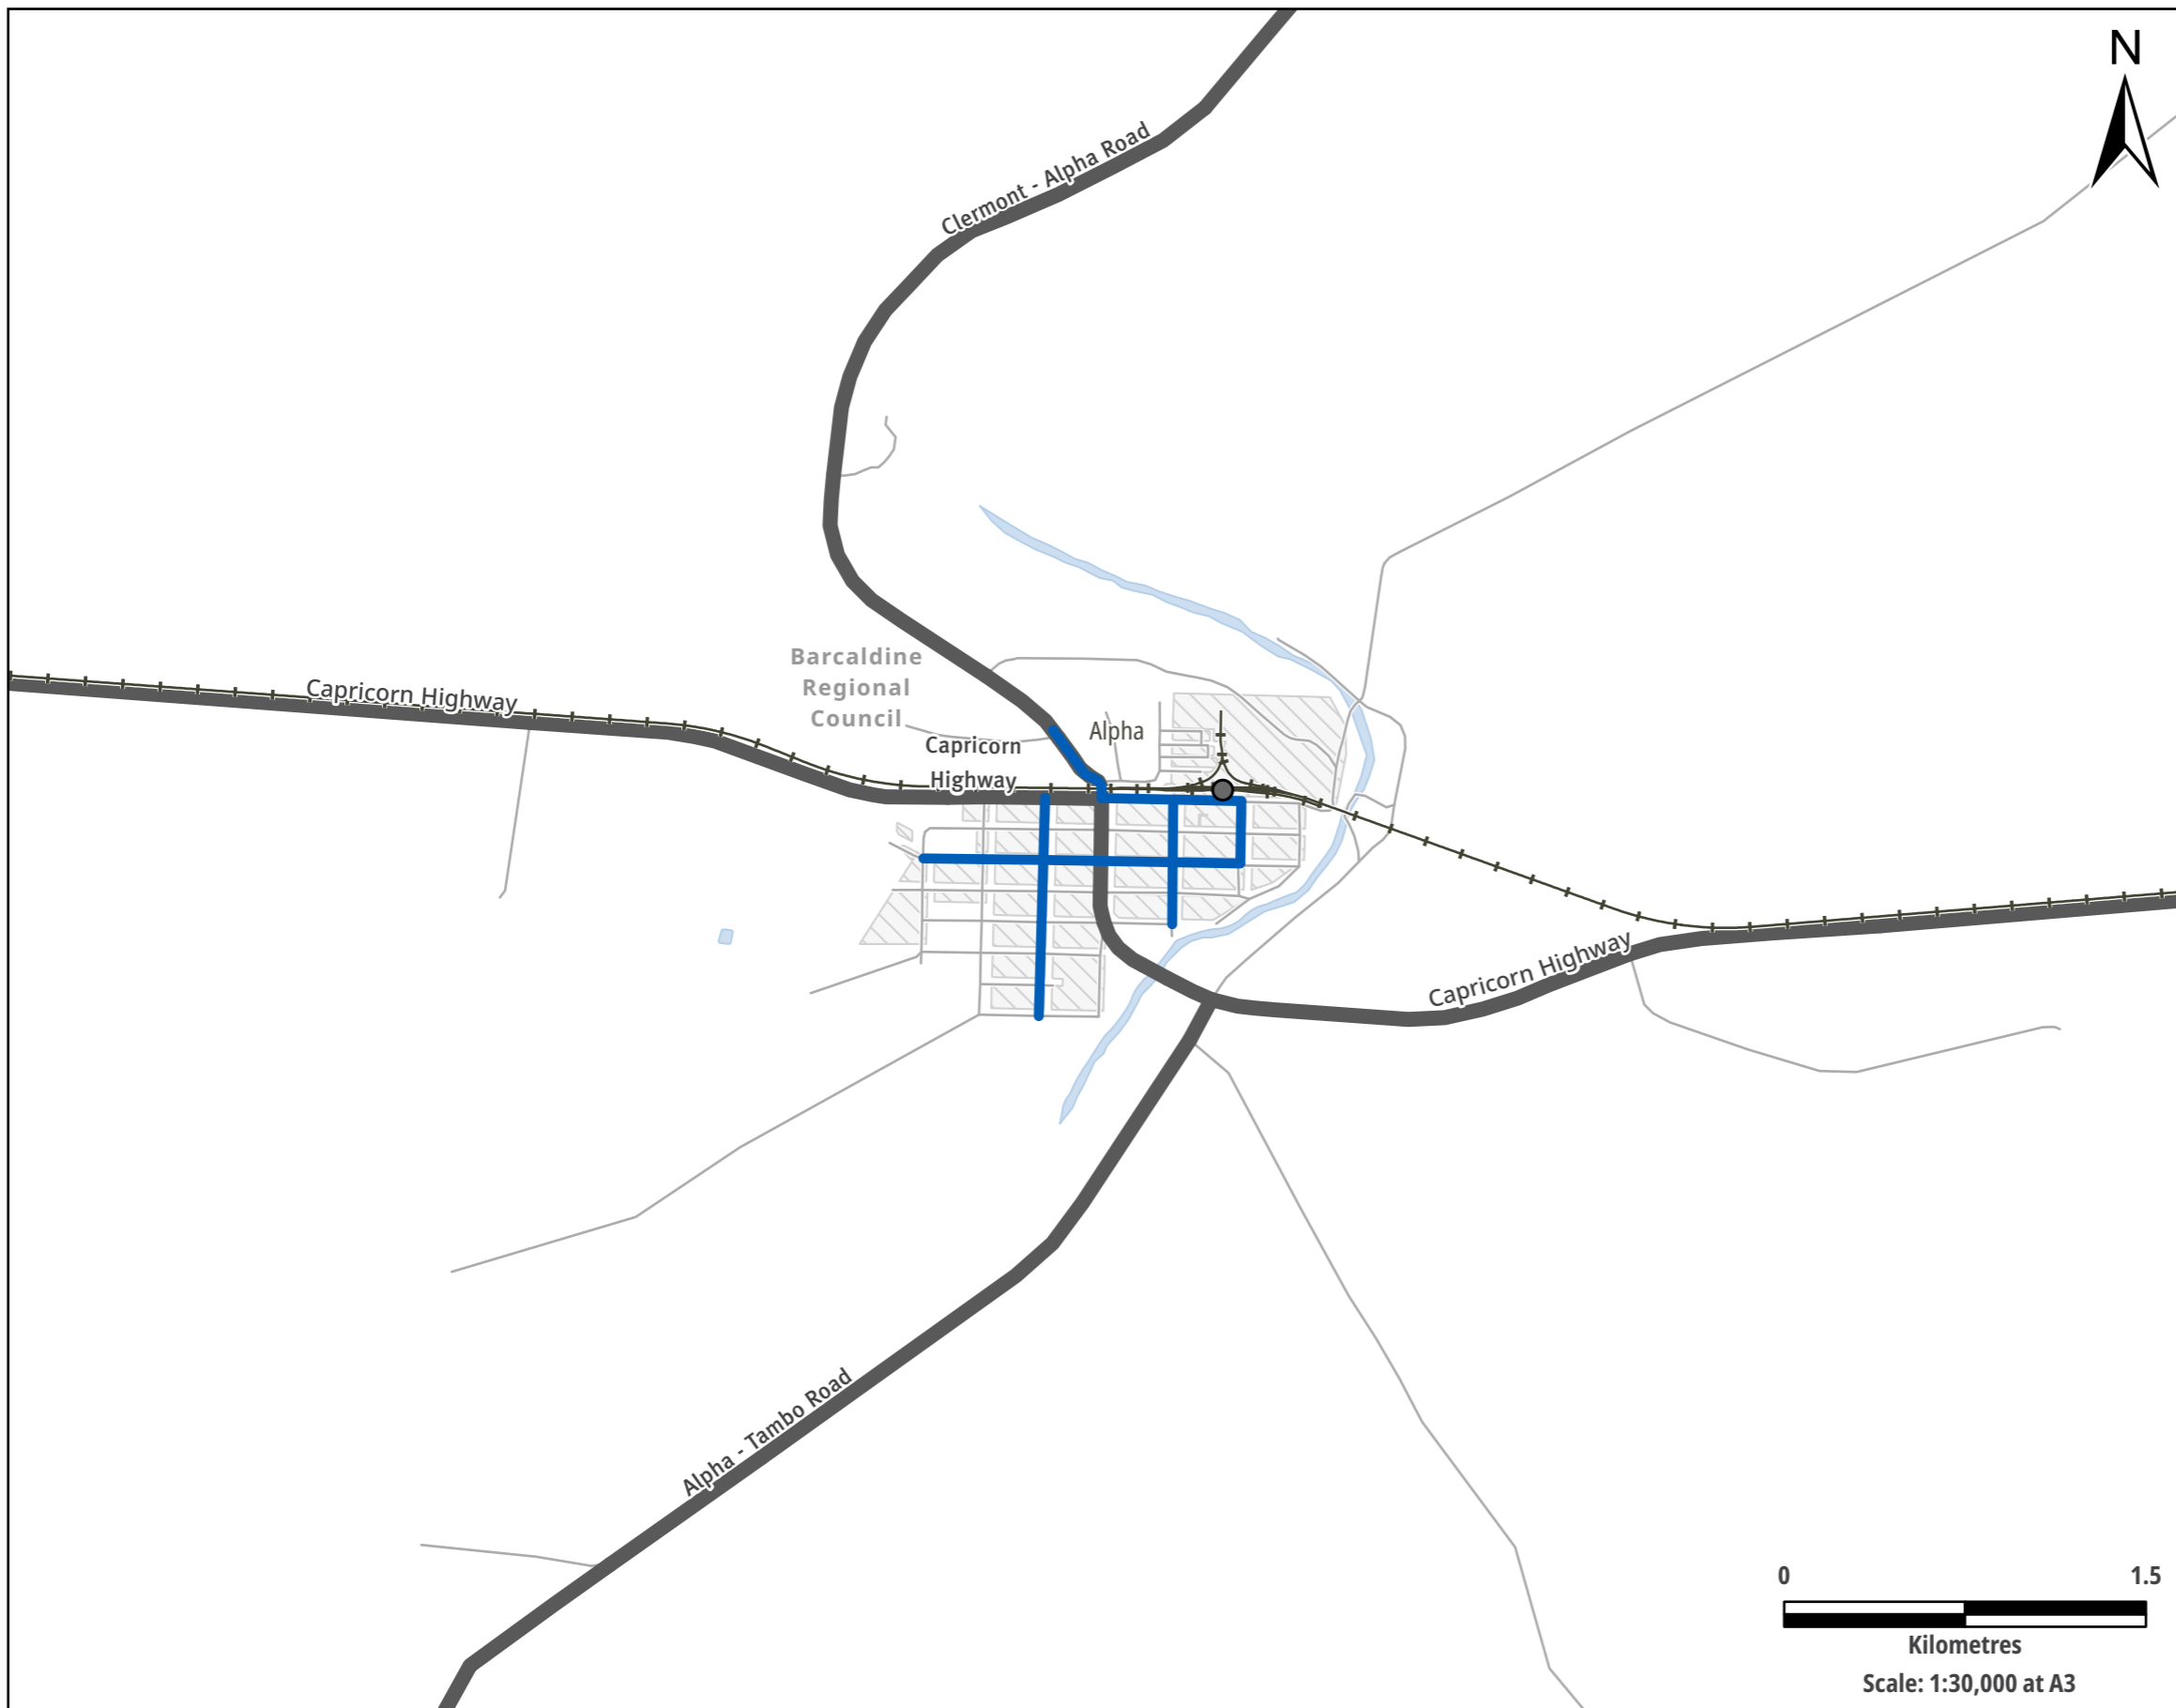 N
Clermont - Alpha Road
Barcaldine
Regional
Council
Capricorn Highway
Alpha
Capricorn
Highway
Capricorn Highway
Alpha - Tambo Road
0 1.5
Kilometres
Scale: 1:30,000 at A3